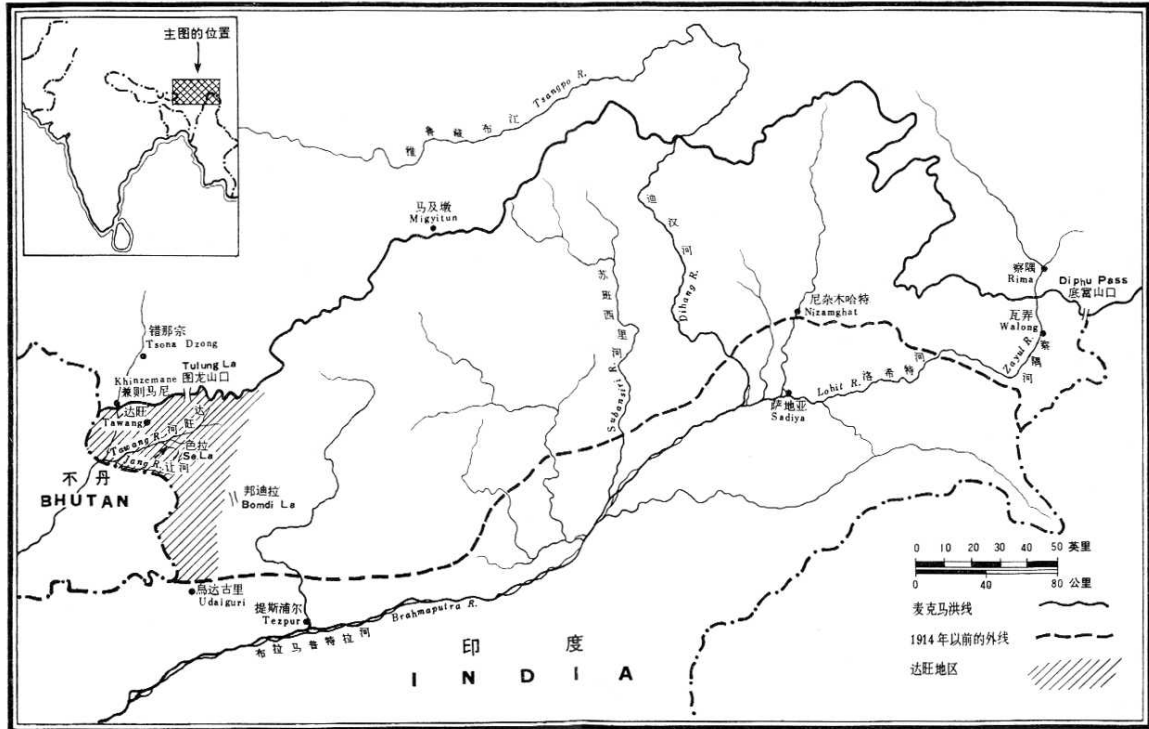 主图的位置
雅鲁藏布江 Tsangpo R.
马及墩
Migyitun
迪汉河
Dihang R.
苏班西里河
Subansiri R.
察隅
Rima
Diphu Pass
底富山口
瓦弄
Walong
察隅河
Zayul R.
尼杂木哈特
Nizamghat
Lohit R. 洛希特河
萨地亚
Sadiya
错那宗
Tsona Dzong
Tulung La
图龙山口
Khinzemane
兼则马尼
达旺
Tawang
达旺河
Tawang R.
色拉
Se La
Jang R. 让河
不丹
BHUTAN
邦迪拉
Bomdi La
乌达古里
Udaiguri
提斯浦尔
Tezpur
布拉马鲁特拉河 Brahmaputra R.
印度
INDIA
0 10 20 30 40 50 英里
0 40 80 公里
麦克马洪线
1914年以前的外线
达旺地区